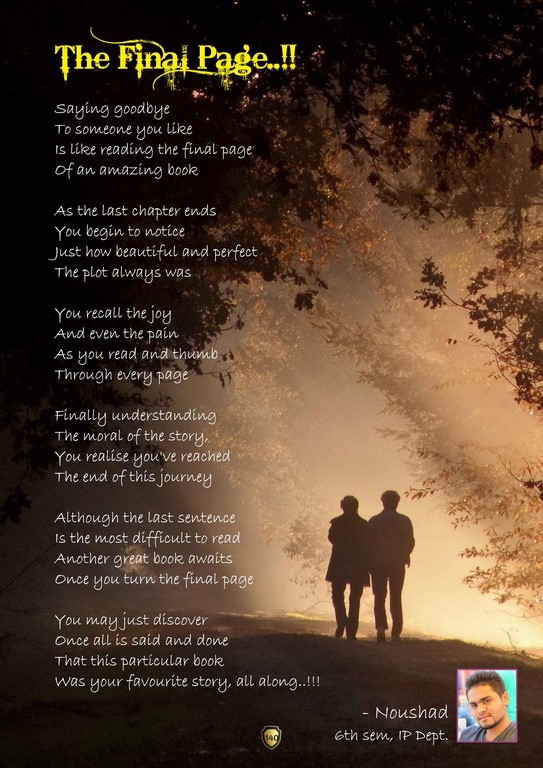 The Final Page..!!
Saying goodbye
To someone you like
Is like reading the final page
Of an amazing book
As the last chapter ends
You begin to notice
Just how beautiful and perfect
The plot always was
You recall the joy
And even the pain
As you read and thumb
Through every page
Finally understanding
The moral of the story,
You realise you've reached
The end of this journey
Although the last sentence
Is the most difficult to read
Another great book awaits
Once you turn the final page
You may just discover
Once all is said and done
That this particular book
Was your favourite story, all along..!!!
- Noushad
6th sem, IP Dept.
140